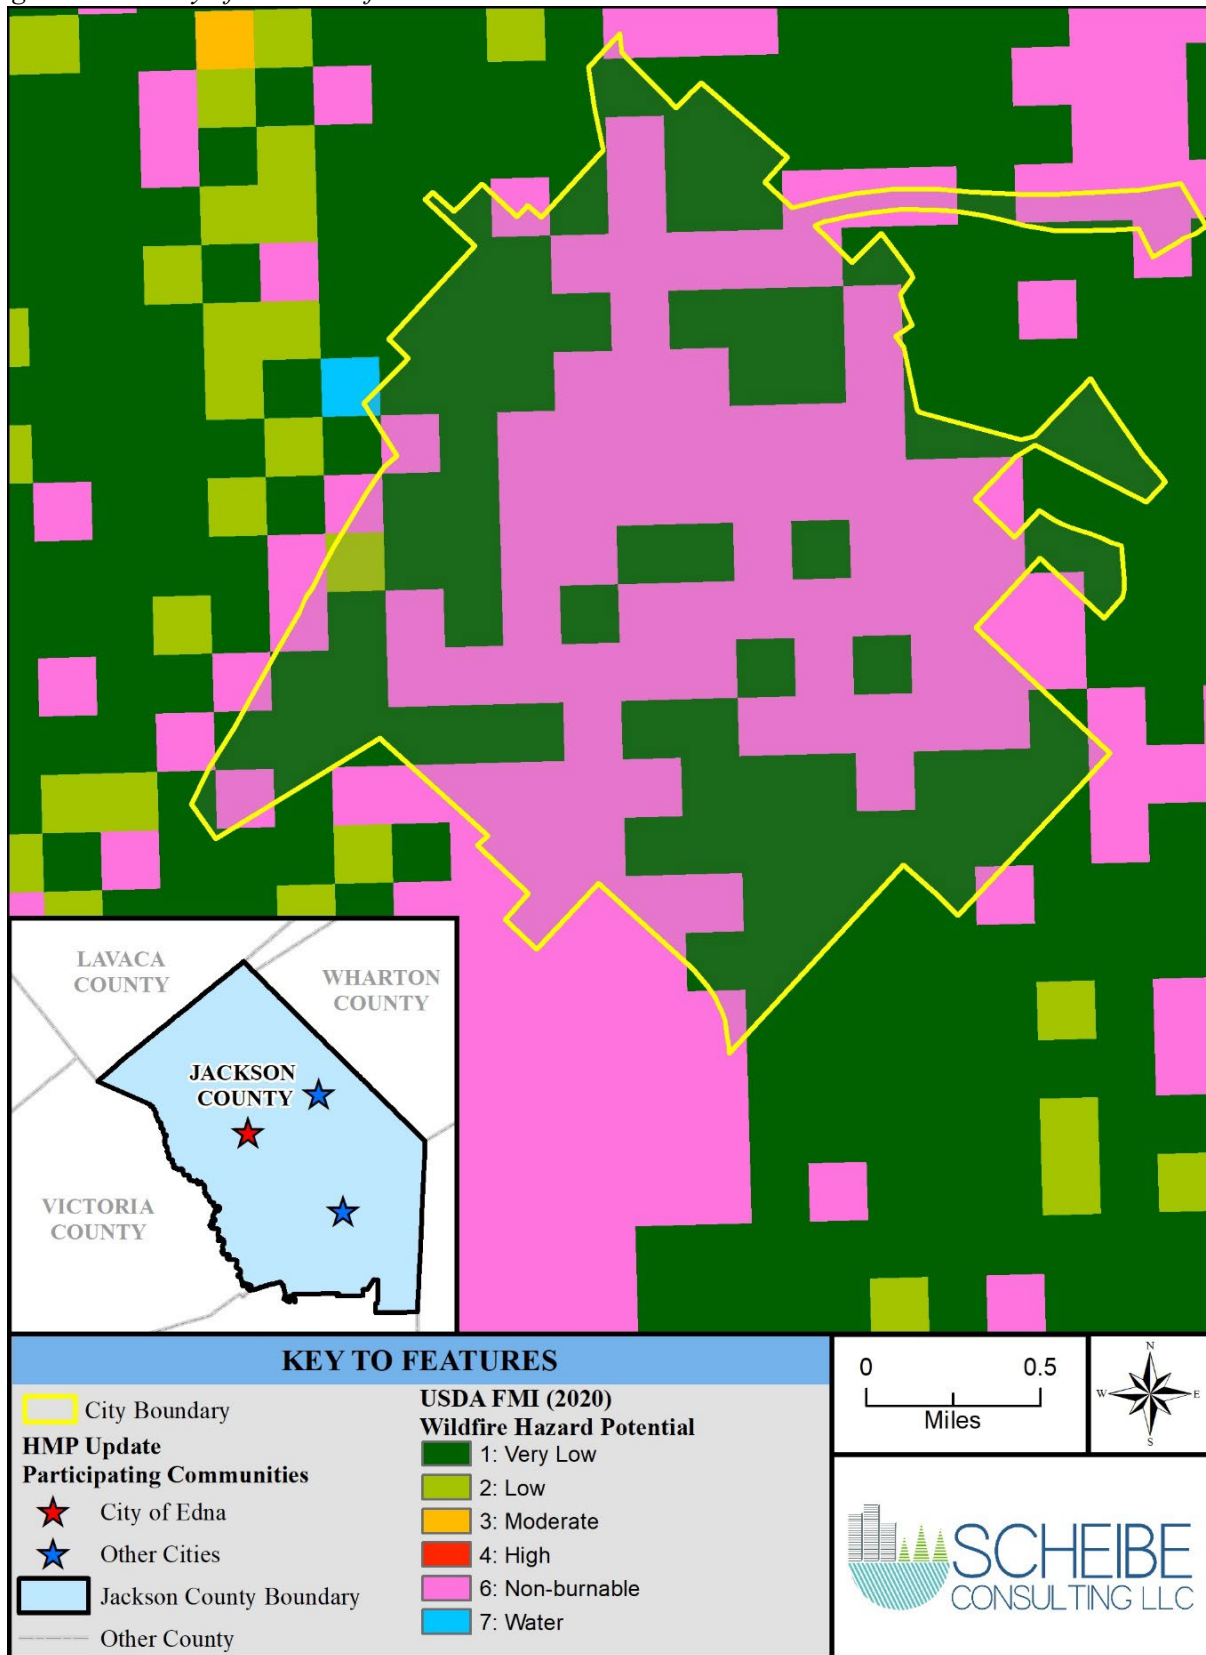 LAVACA
COUNTY
WHARTON
COUNTY
JACKSON
COUNTY
VICTORIA
COUNTY
KEY TO FEATURES
City Boundary
HMP Update
Participating Communities
City of Edna
Other Cities
Jackson County Boundary
Other County
USDA FMI (2020)
Wildfire Hazard Potential
1: Very Low
2: Low
3: Moderate
4: High
6: Non-burnable
7: Water
0 0.5
Miles
N
W E
S
SCHEIBE
CONSULTING LLC